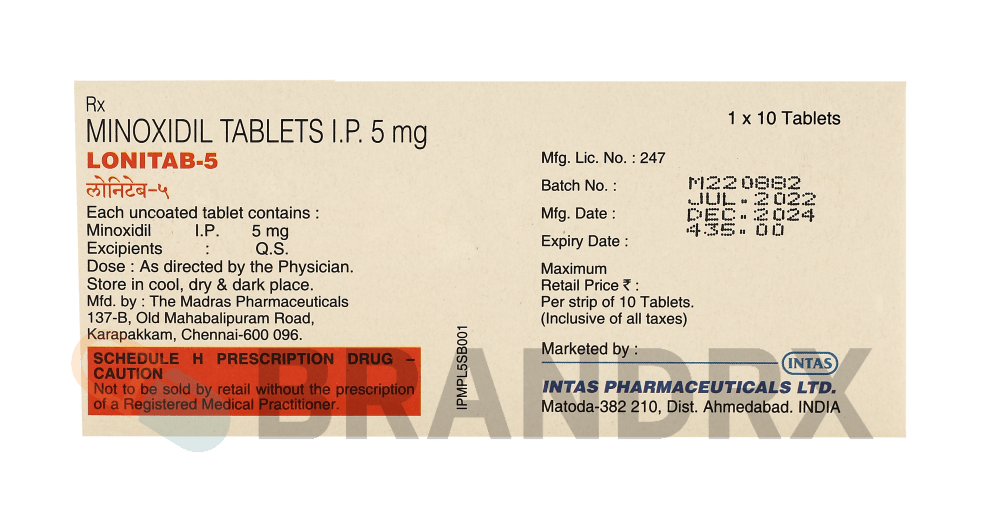 Rx
MINOXIDIL TABLETS I.P. 5 mg
LONITAB-5
लोनिटेब-५
Each uncoated tablet contains :
Minoxidil I.P. 5 mg
Excipients : Q.S.
Dose : As directed by the Physician.
Store in cool, dry & dark place.
Mfd. by : The Madras Pharmaceuticals
137-B, Old Mahabalipuram Road,
Karapakkam, Chennai-600 096.
SCHEDULE H PRESCRIPTION DRUG –
CAUTION
Not to be sold by retail without the prescription
of a Registered Medical Practitioner.
IPMPL5SB001
1 x 10 Tablets
Mfg. Lic. No. : 247
Batch No. : M220882
JUL. 2022
Mfg. Date : DEC. 2024
435.00
Expiry Date :
Maximum
Retail Price ₹ :
Per strip of 10 Tablets.
(Inclusive of all taxes)
Marketed by :
INTAS
INTAS PHARMACEUTICALS LTD.
Matoda-382 210, Dist. Ahmedabad. INDIA
BRANDRX